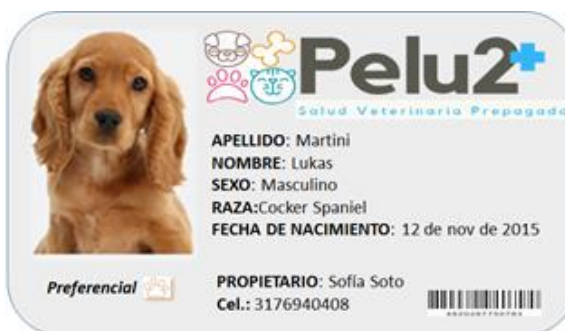 Pelu2+
Salud Veterinaria Prepagada
APELLIDO: Martini
NOMBRE: Lukas
SEXO: Masculino
RAZA:Cocker Spaniel
FECHA DE NACIMIENTO: 12 de nov de 2015
Preferencial
PROPIETARIO: Sofía Soto
Cel.: 3176940408